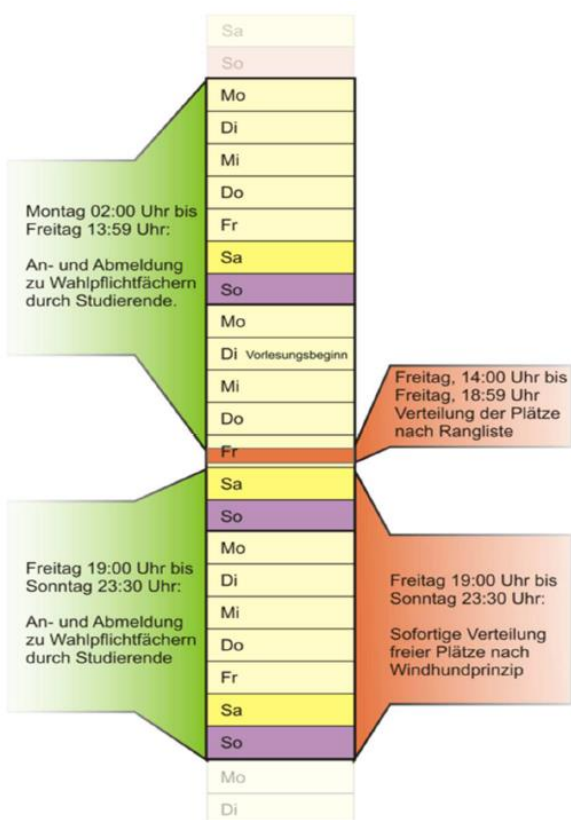 Sa
So
Mo
Di
Mi
Do
Fr
Sa
So
Mo
Di Vorlesungsbeginn
Mi
Do
Fr
Sa
So
Mo
Di
Mi
Do
Fr
Sa
So
Mo
Di
Montag 02:00 Uhr bis
Freitag 13:59 Uhr:
An- und Abmeldung
zu Wahlpflichtfächern
durch Studierende.
Freitag, 14:00 Uhr bis
Freitag, 18:59 Uhr
Verteilung der Plätze
nach Rangliste
Freitag 19:00 Uhr bis
Sonntag 23:30 Uhr:
An- und Abmeldung
zu Wahlpflichtfächern
durch Studierende
Freitag 19:00 Uhr bis
Sonntag 23:30 Uhr:
Sofortige Verteilung
freier Plätze nach
Windhundprinzip